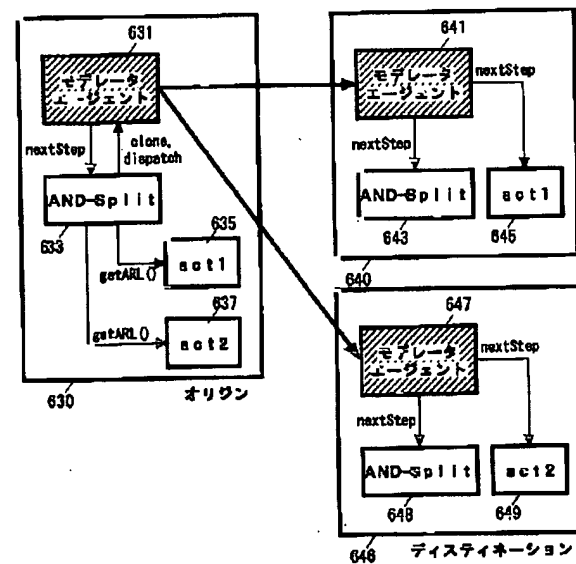 631
モデレータ
エージェント
nextStep
clone,
dispatch
AND-Split
633
635
act1
getARL()
637
act2
getARL()
630
オリジン
641
モデレータ
エージェント
nextStep
nextStep
AND-Split
643
act1
645
640
647
モデレータ
エージェント
nextStep
nextStep
AND-Split
648
act2
649
646
ディスティネーション